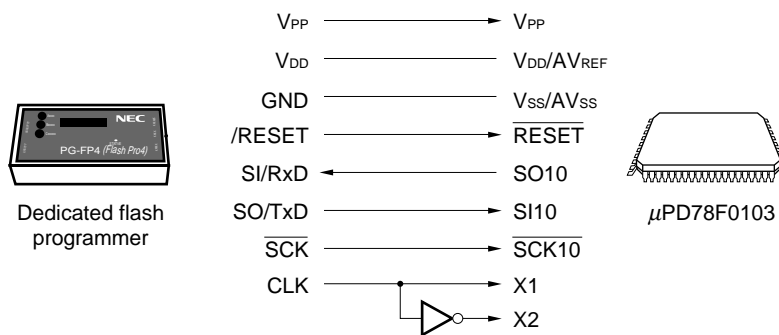 VPP VPP
VDD VDD/AVREF
GND VSS/AVSS
/RESET RESET
SI/RxD SO10
SO/TxD SI10
SCK SCK10
CLK X1
X2
NEC
PG-FP4 (Flash Pro4)
Dedicated flash
programmer
μPD78F0103